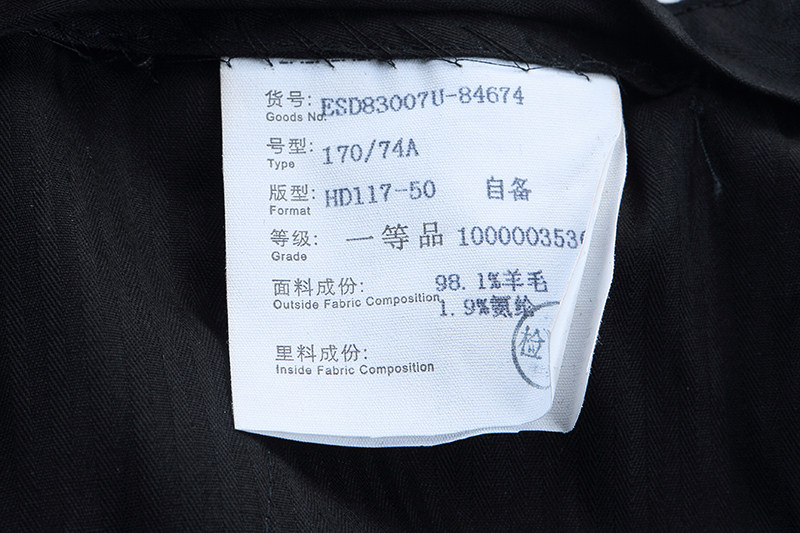 货号: ESD83007U-84674
Goods No.
号型: 170/74A
Type
版型: HD117-50 自备
Format
等级: 一等品 100000353
Grade
面料成份: 98.1%羊毛
Outside Fabric Composition 1.9%氨纶
里料成份:
Inside Fabric Composition
检